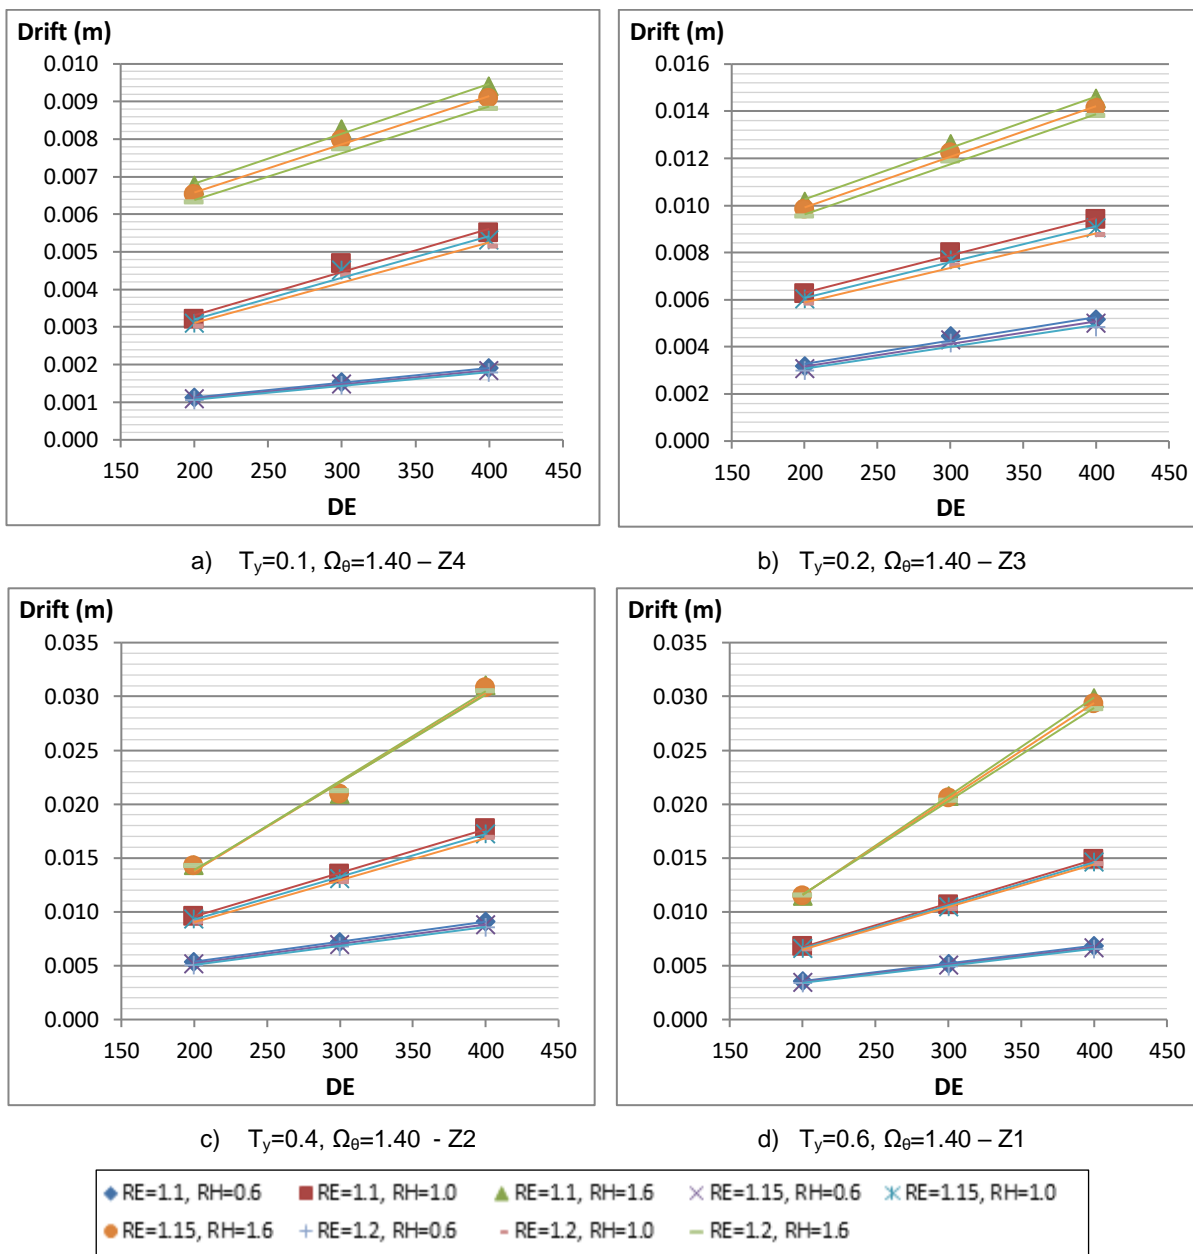 Drift (m)
0.010
0.009
0.008
0.007
0.006
0.005
0.004
0.003
0.002
0.001
0.000
150 200 250 300 350 400 450
DE
a) Ty=0.1, Ωθ=1.40 – Z4
Drift (m)
0.016
0.014
0.012
0.010
0.008
0.006
0.004
0.002
0.000
150 200 250 300 350 400 450
DE
b) Ty=0.2, Ωθ=1.40 – Z3
Drift (m)
0.035
0.030
0.025
0.020
0.015
0.010
0.005
0.000
150 200 250 300 350 400 450
DE
c) Ty=0.4, Ωθ=1.40 - Z2
Drift (m)
0.035
0.030
0.025
0.020
0.015
0.010
0.005
0.000
150 200 250 300 350 400 450
DE
d) Ty=0.6, Ωθ=1.40 – Z1
RE=1.1, RH=0.6 RE=1.1, RH=1.0 RE=1.1, RH=1.6 RE=1.15, RH=0.6 RE=1.15, RH=1.0
RE=1.15, RH=1.6 RE=1.2, RH=0.6 RE=1.2, RH=1.0 RE=1.2, RH=1.6